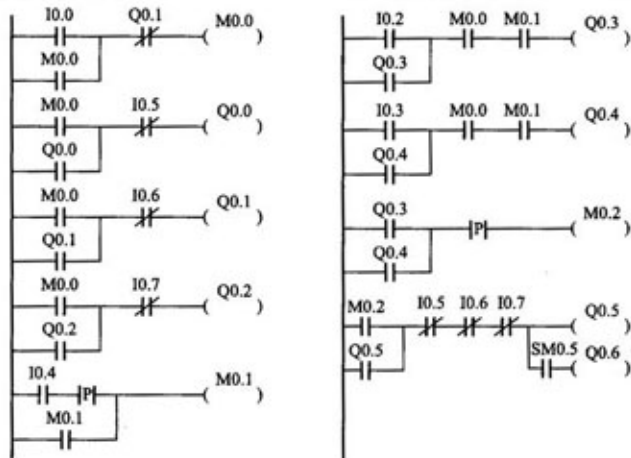 I0.0 Q0.1 M0.0
M0.0
M0.0 I0.5 Q0.0
Q0.0
M0.0 I0.6 Q0.1
Q0.1
M0.0 I0.7 Q0.2
Q0.2
I0.4 P M0.1
M0.1
I0.2 M0.0 M0.1 Q0.3
Q0.3
I0.3 M0.0 M0.1 Q0.4
Q0.4
Q0.3 P M0.2
Q0.4
M0.2 I0.5 I0.6 I0.7 Q0.5
Q0.5 SM0.5 Q0.6